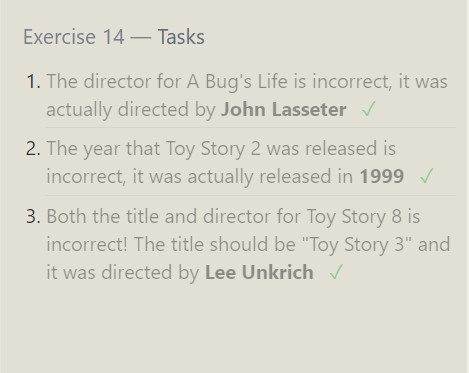 Exercise 14 — Tasks
1. The director for A Bug's Life is incorrect, it was
actually directed by John Lasseter ✓
2. The year that Toy Story 2 was released is
incorrect, it was actually released in 1999 ✓
3. Both the title and director for Toy Story 8 is
incorrect! The title should be "Toy Story 3" and
it was directed by Lee Unkrich ✓